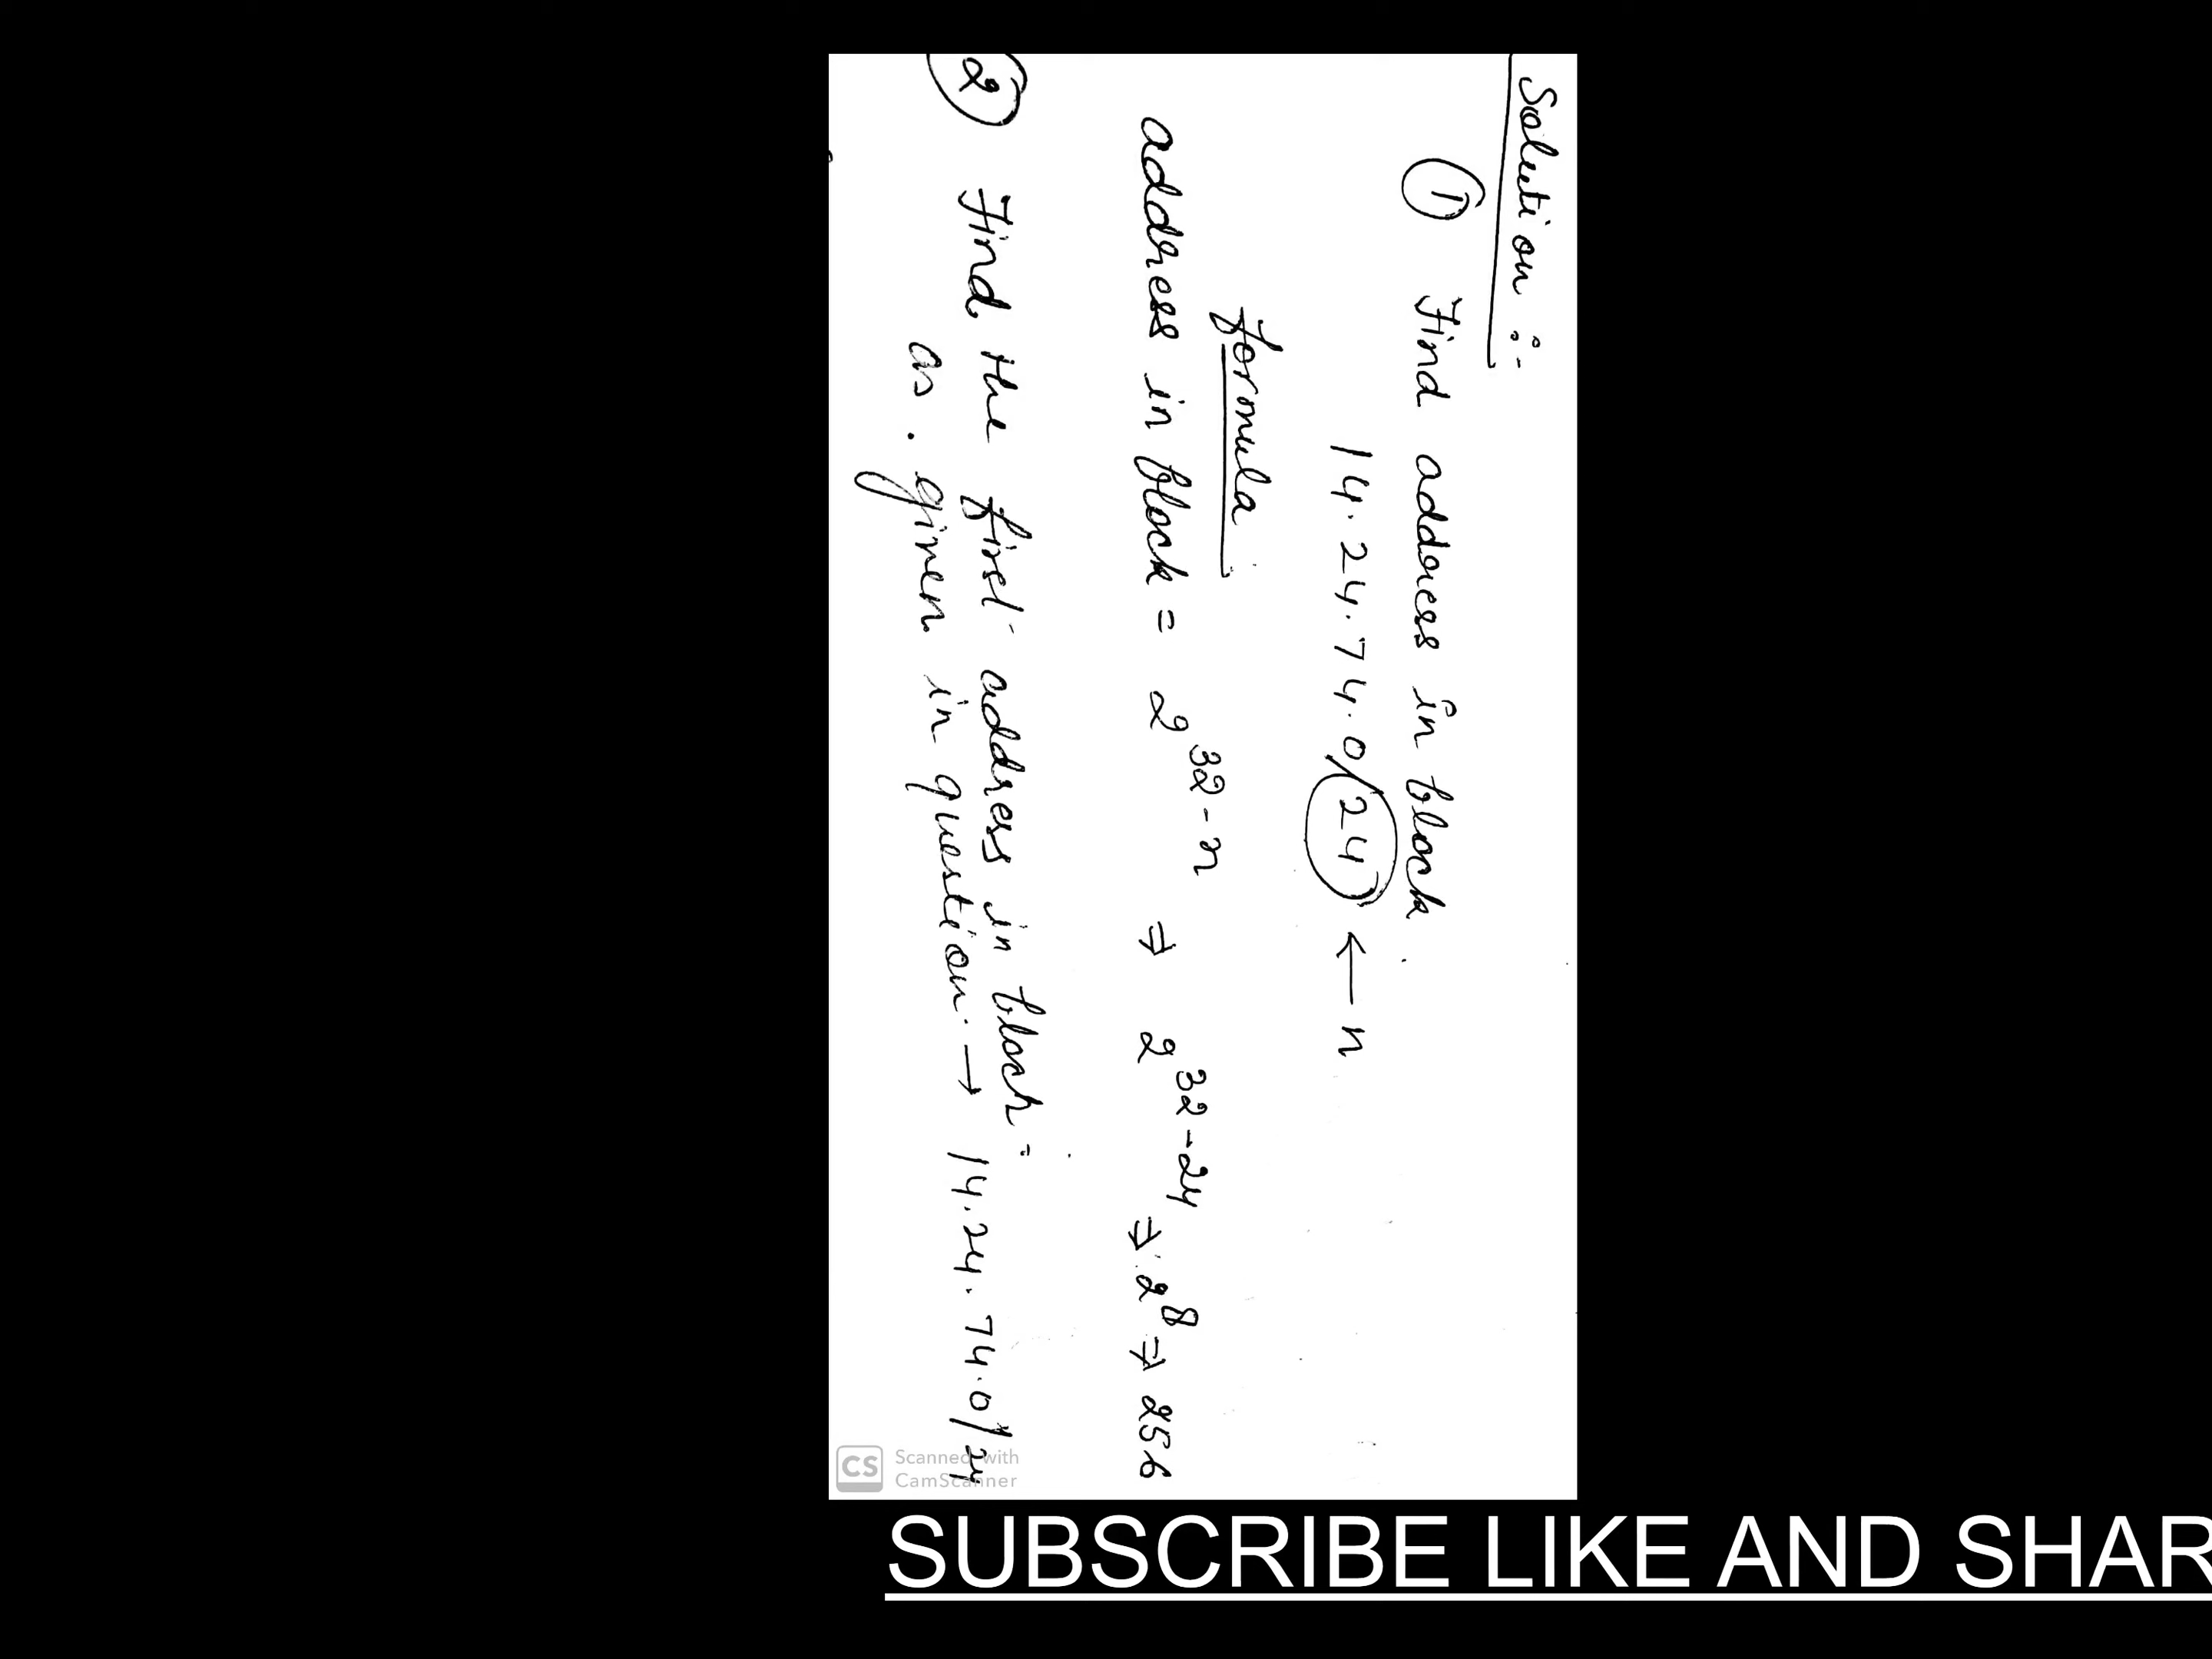 Solution :-
① Find address in block
14.24.74.0/24 ← n
formula
address in block = 2^32-n ⇒ 2^32-24 ⇒ 2^8 ⇒ 256
② Find the first address in block :-
as given in question. → 14.24.74.0/24
CS Scanned with
CamScanner
SUBSCRIBE LIKE AND SHAR